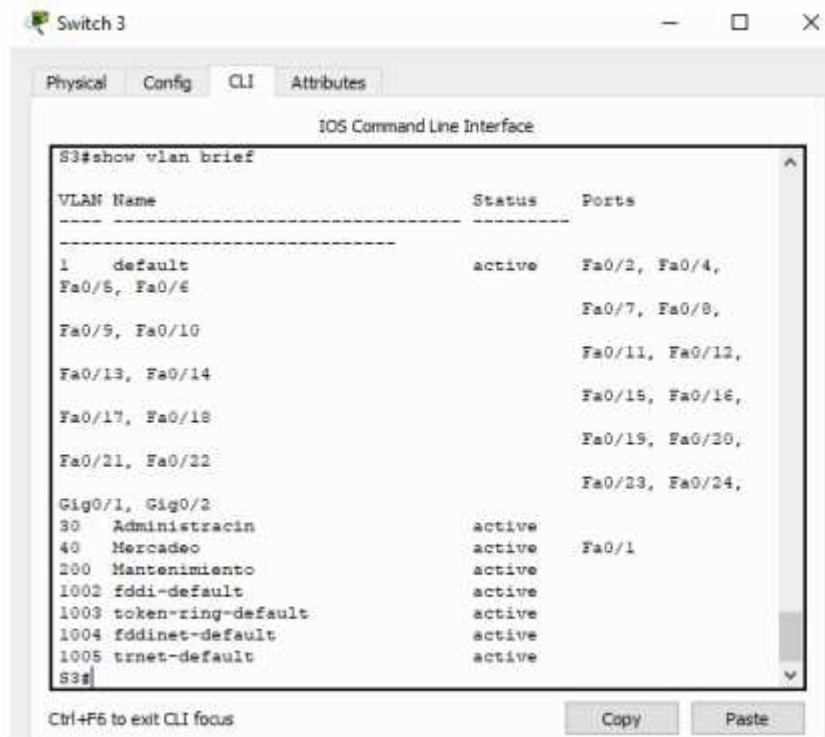 Switch 3
Physical Config CLI Attributes
IOS Command Line Interface
S3#show vlan brief
VLAN Name Status Ports
---- -------------------------------- ---------
-------------------------------
1 default active Fa0/2, Fa0/4,
Fa0/5, Fa0/6
Fa0/7, Fa0/8,
Fa0/9, Fa0/10
Fa0/11, Fa0/12,
Fa0/13, Fa0/14
Fa0/15, Fa0/16,
Fa0/17, Fa0/18
Fa0/19, Fa0/20,
Fa0/21, Fa0/22
Fa0/23, Fa0/24,
Gig0/1, Gig0/2
30 Administracin active
40 Mercadeo active Fa0/1
200 Mantenimiento active
1002 fddi-default active
1003 token-ring-default active
1004 fddinet-default active
1005 trnet-default active
S3#
Ctrl+F6 to exit CLI focus
Copy Paste